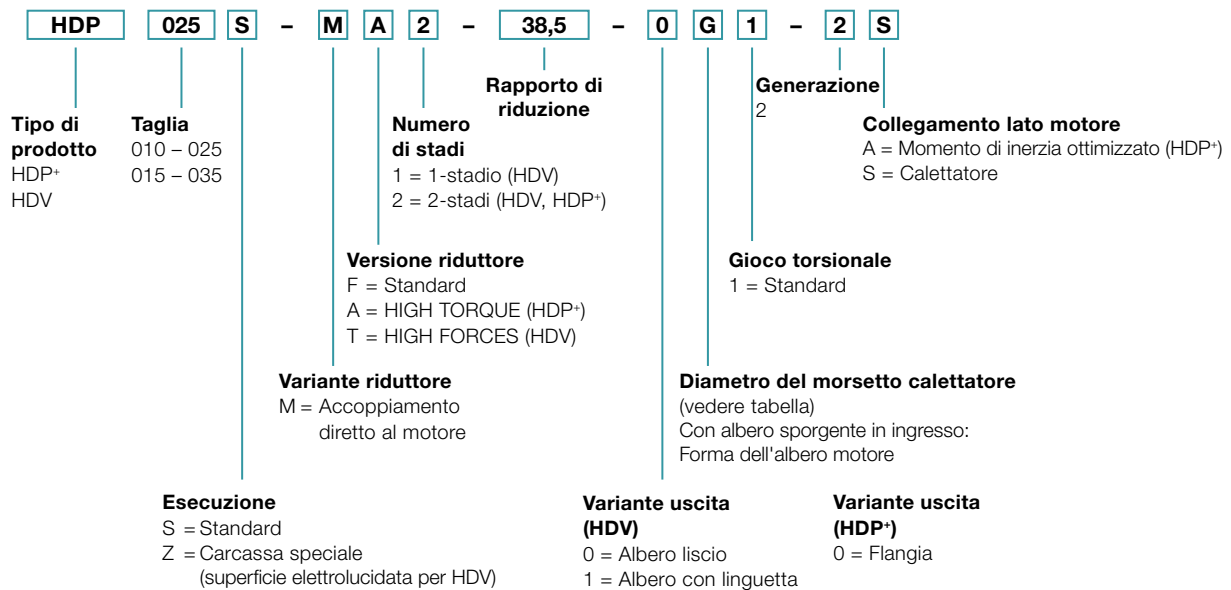 HDP 025 S – M A 2 – 38,5 – 0 G 1 – 2 S
Tipo di
prodotto
HDP+
HDV
Taglia
010 – 025
015 – 035
Numero
di stadi
1 = 1-stadio (HDV)
2 = 2-stadi (HDV, HDP+)
Rapporto di
riduzione
Generazione
2
Collegamento lato motore
A = Momento di inerzia ottimizzato (HDP+)
S = Calettatore
Versione riduttore
F = Standard
A = HIGH TORQUE (HDP+)
T = HIGH FORCES (HDV)
Gioco torsionale
1 = Standard
Variante riduttore
M = Accoppiamento
diretto al motore
Diametro del morsetto calettatore
(vedere tabella)
Con albero sporgente in ingresso:
Forma dell'albero motore
Esecuzione
S = Standard
Z = Carcassa speciale
(superficie elettrolucidata per HDV)
Variante uscita
(HDV)
0 = Albero liscio
1 = Albero con linguetta
Variante uscita
(HDP+)
0 = Flangia